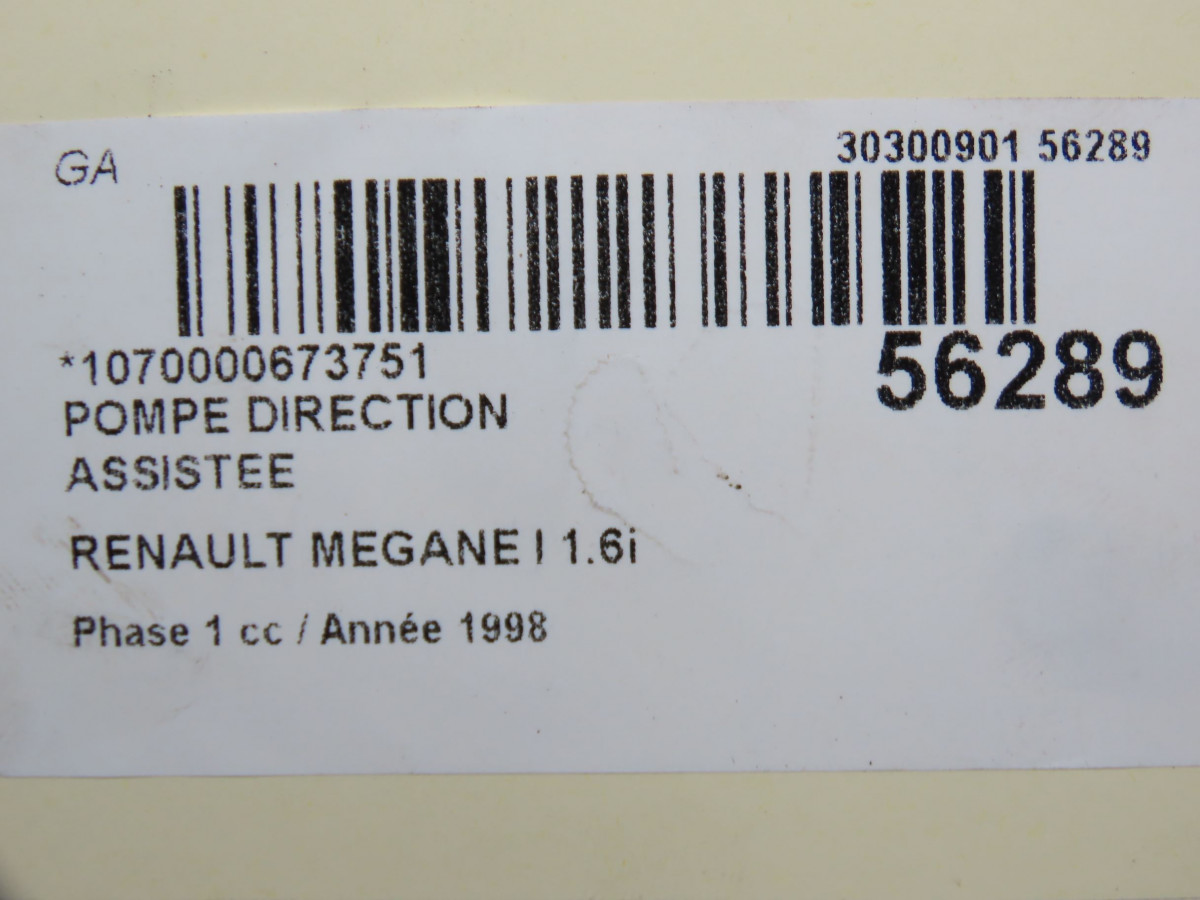 GA
30300901 56289
*1070000673751
56289
POMPE DIRECTION
ASSISTEE
RENAULT MEGANE I 1.6i
Phase 1 cc / Année 1998